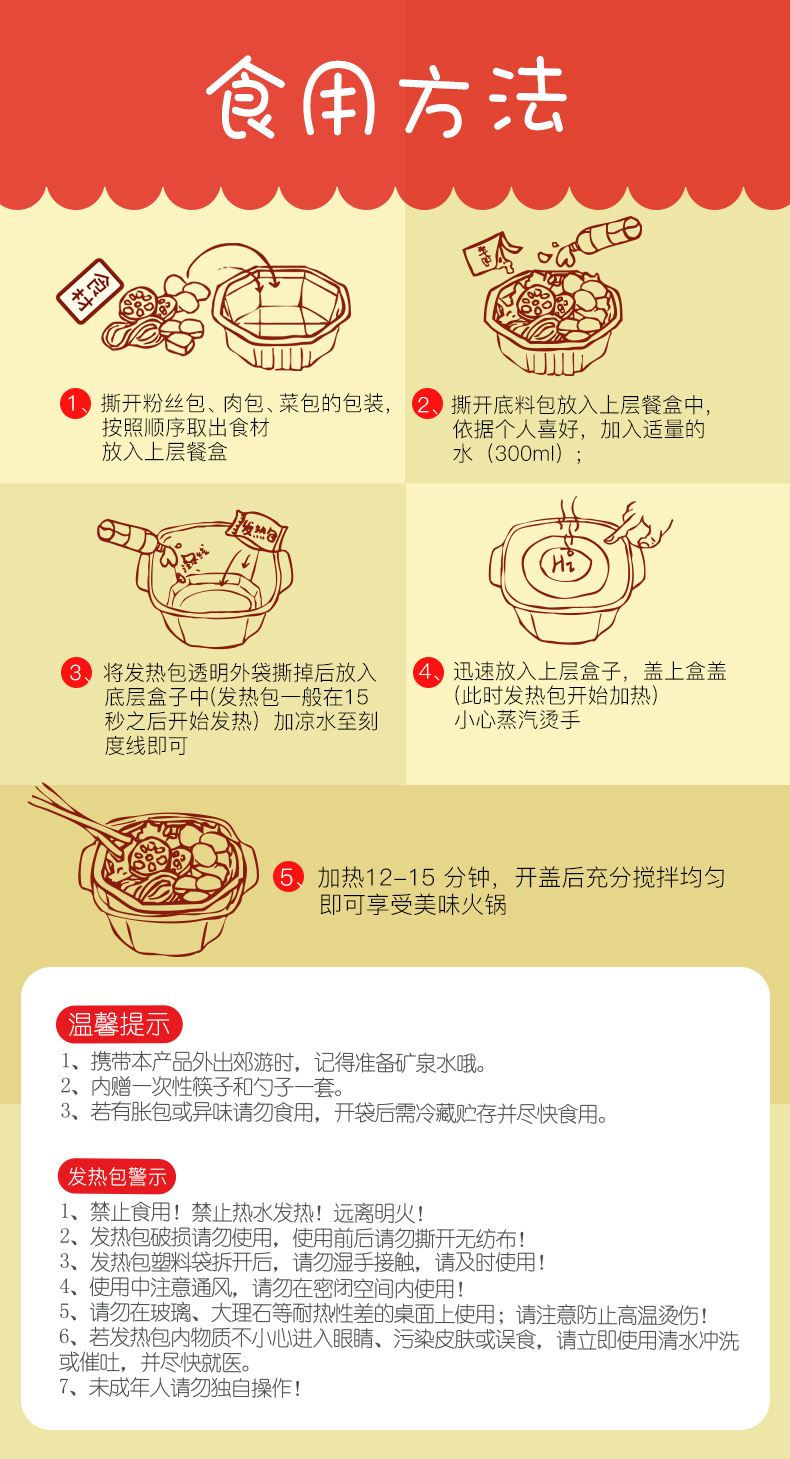 食用方法
食材
1、撕开粉丝包、肉包、菜包的包装，
按照顺序取出食材
放入上层餐盒
2、撕开底料包放入上层餐盒中，
依据个人喜好，加入适量的
水（300ml）;
发热包
3、将发热包透明外袋撕掉后放入
底层盒子中(发热包一般在15
秒之后开始发热）加凉水至刻
度线即可
4、迅速放入上层盒子，盖上盒盖
(此时发热包开始加热)
小心蒸汽烫手
5、加热12-15 分钟，开盖后充分搅拌均匀
即可享受美味火锅
温馨提示
1、携带本产品外出郊游时，记得准备矿泉水哦。
2、内赠一次性筷子和勺子一套。
3、若有胀包或异味请勿食用，开袋后需冷藏贮存并尽快食用。
发热包警示
1、禁止食用！禁止热水发热！远离明火！
2、发热包破损请勿使用，使用前后请勿撕开无纺布！
3、发热包塑料袋拆开后，请勿湿手接触，请及时使用！
4、使用中注意通风，请勿在密闭空间内使用！
5、请勿在玻璃、大理石等耐热性差的桌面上使用；请注意防止高温烫伤！
6、若发热包内物质不小心进入眼睛、污染皮肤或误食，请立即使用清水冲洗
或催吐，并尽快就医。
7、未成年人请勿独自操作！